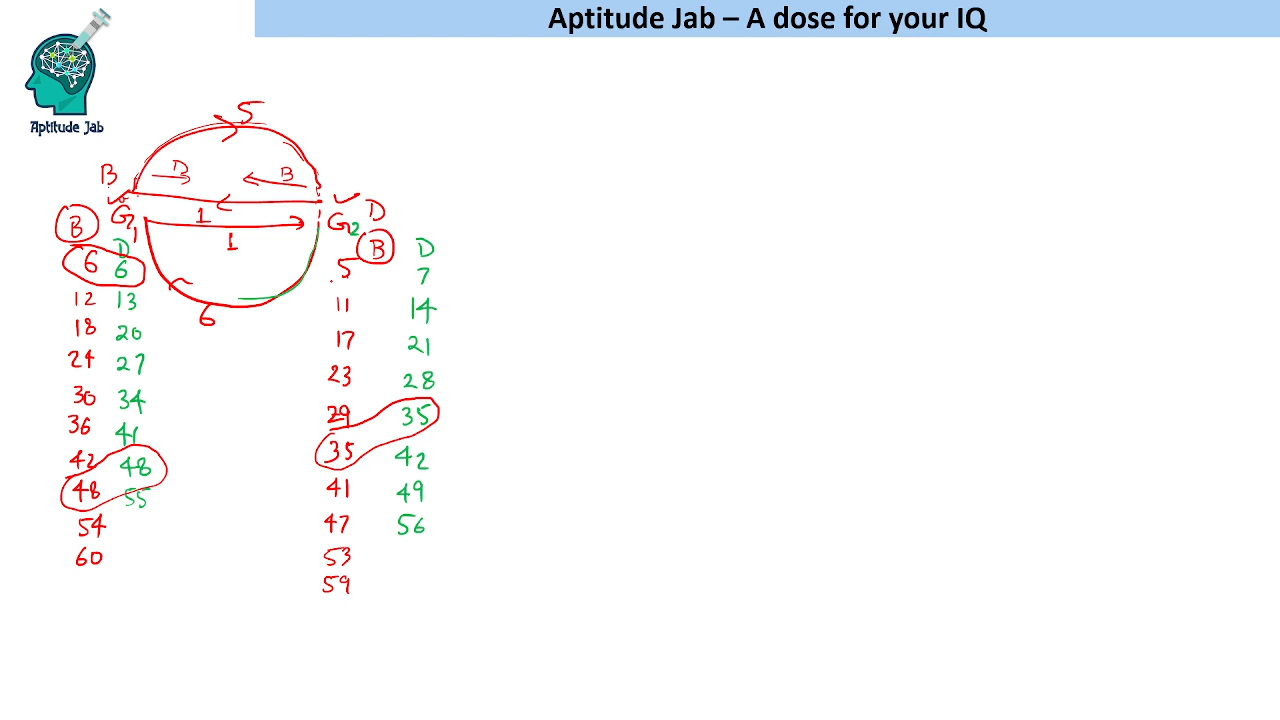 Aptitude Jab – A dose for your IQ
Aptitude Jab
5
B D B
G1 1 G2 D
B D 1 B D
6 6 5 7
12 13 6 11 14
18 20 17 21
24 27 23 28
30 34 29 35
36 41 35 42
42 48 41 49
48 55 47 56
54 53
60 59